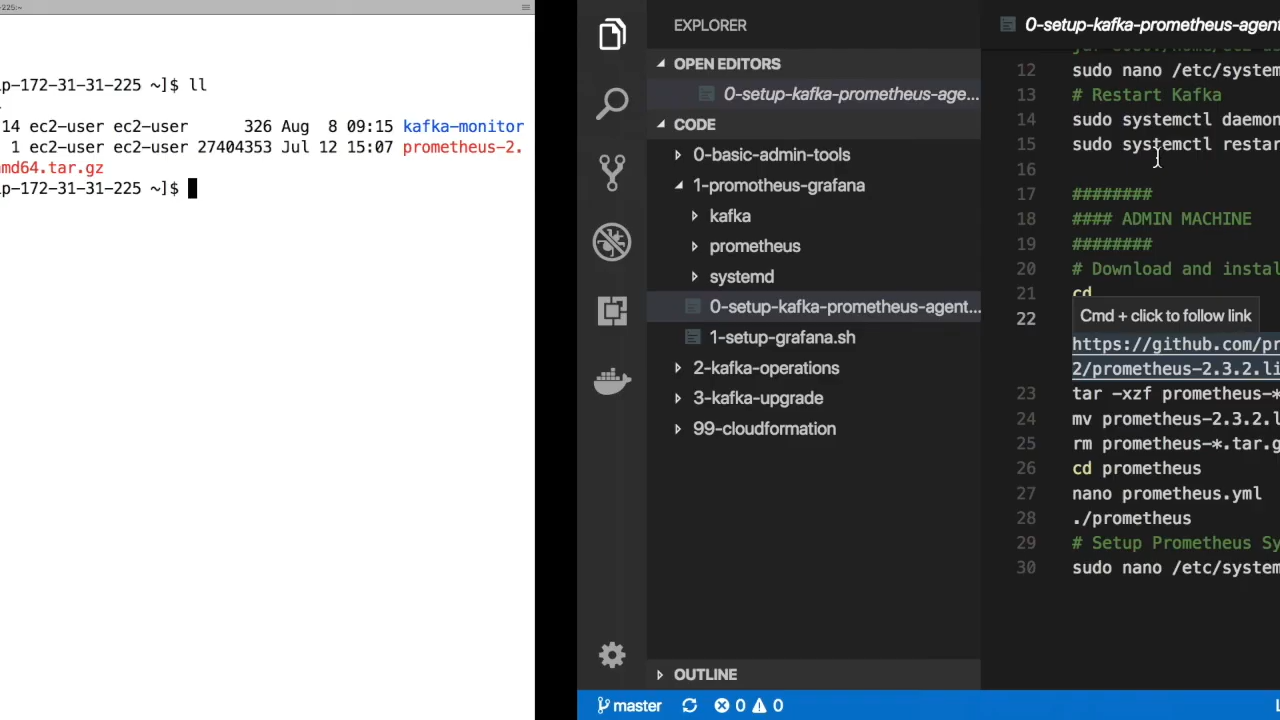 -225:~
ip-172-31-31-225 ~]$ ll
14 ec2-user ec2-user 326 Aug 8 09:15 kafka-monitor
1 ec2-user ec2-user 27404353 Jul 12 15:07 prometheus-2.
md64.tar.gz
ip-172-31-31-225 ~]$
EXPLORER
OPEN EDITORS
0-setup-kafka-prometheus-age...
CODE
0-basic-admin-tools
1-promotheus-grafana
kafka
prometheus
systemd
0-setup-kafka-prometheus-agent...
1-setup-grafana.sh
2-kafka-operations
3-kafka-upgrade
99-cloudformation
OUTLINE
master
0
0
0-setup-kafka-prometheus-agent
12 sudo nano /etc/system
13 # Restart Kafka
14 sudo systemctl daemon
15 sudo systemctl restar
16
17 ########
18 #### ADMIN MACHINE
19 ########
20 # Download and instal
21 cd
22
Cmd + click to follow link
https://github.com/pr
2/prometheus-2.3.2.li
23 tar -xzf prometheus-*
24 mv prometheus-2.3.2.l
25 rm prometheus-*.tar.g
26 cd prometheus
27 nano prometheus.yml
28 ./prometheus
29 # Setup Prometheus Sy
30 sudo nano /etc/system